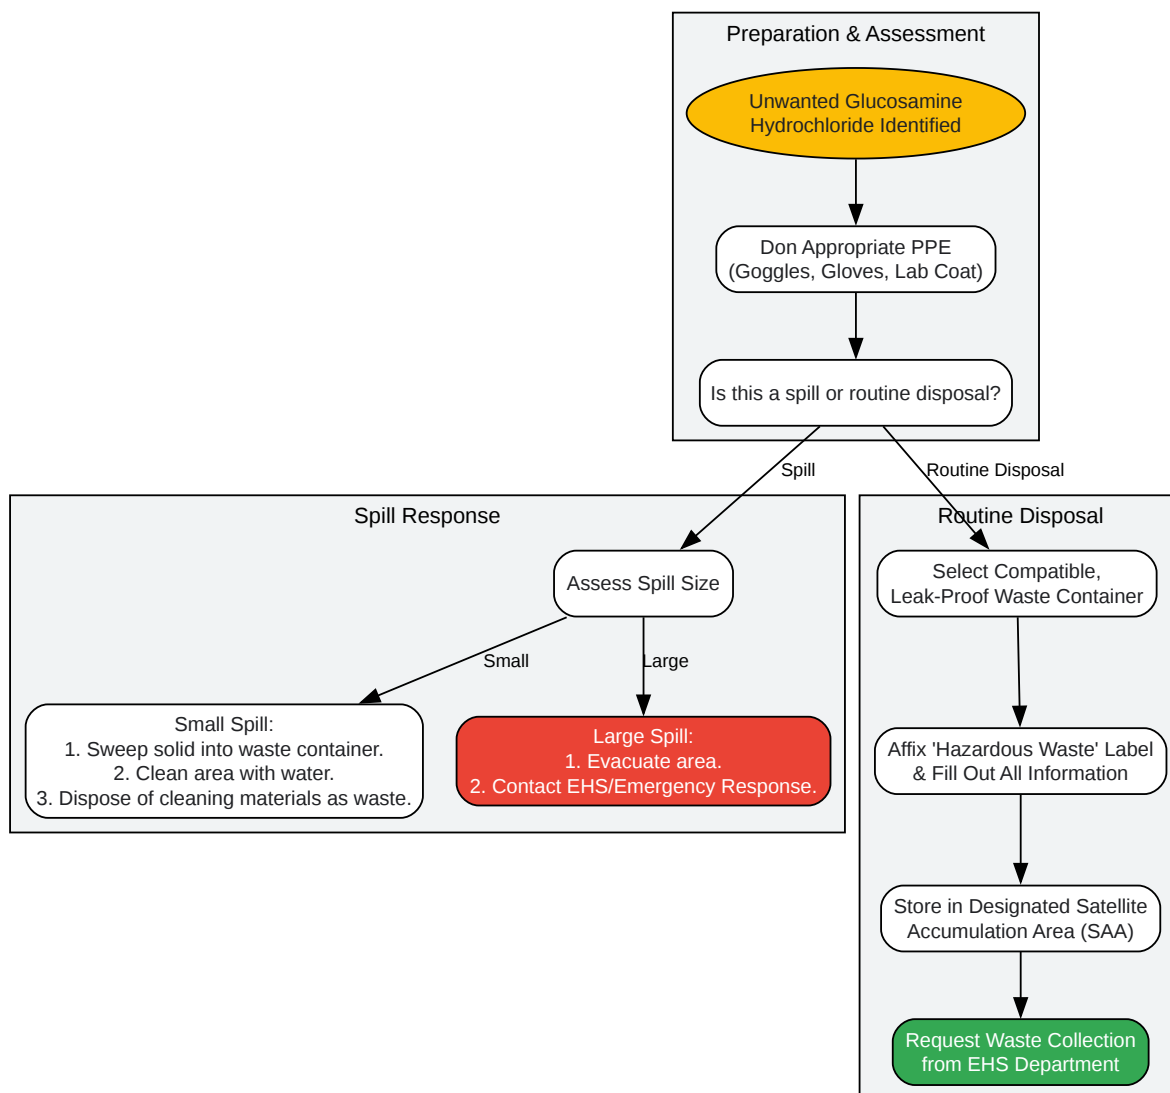 Preparation & Assessment
Unwanted Glucosamine
Hydrochloride Identified
Don Appropriate PPE
(Goggles, Gloves, Lab Coat)
Is this a spill or routine disposal?
Spill
Routine Disposal
Spill Response
Assess Spill Size
Small
Large
Small Spill:
1. Sweep solid into waste container.
2. Clean area with water.
3. Dispose of cleaning materials as waste.
Large Spill:
1. Evacuate area.
2. Contact EHS/Emergency Response.
Routine Disposal
Select Compatible,
Leak-Proof Waste Container
Affix 'Hazardous Waste' Label
& Fill Out All Information
Store in Designated Satellite
Accumulation Area (SAA)
Request Waste Collection
from EHS Department